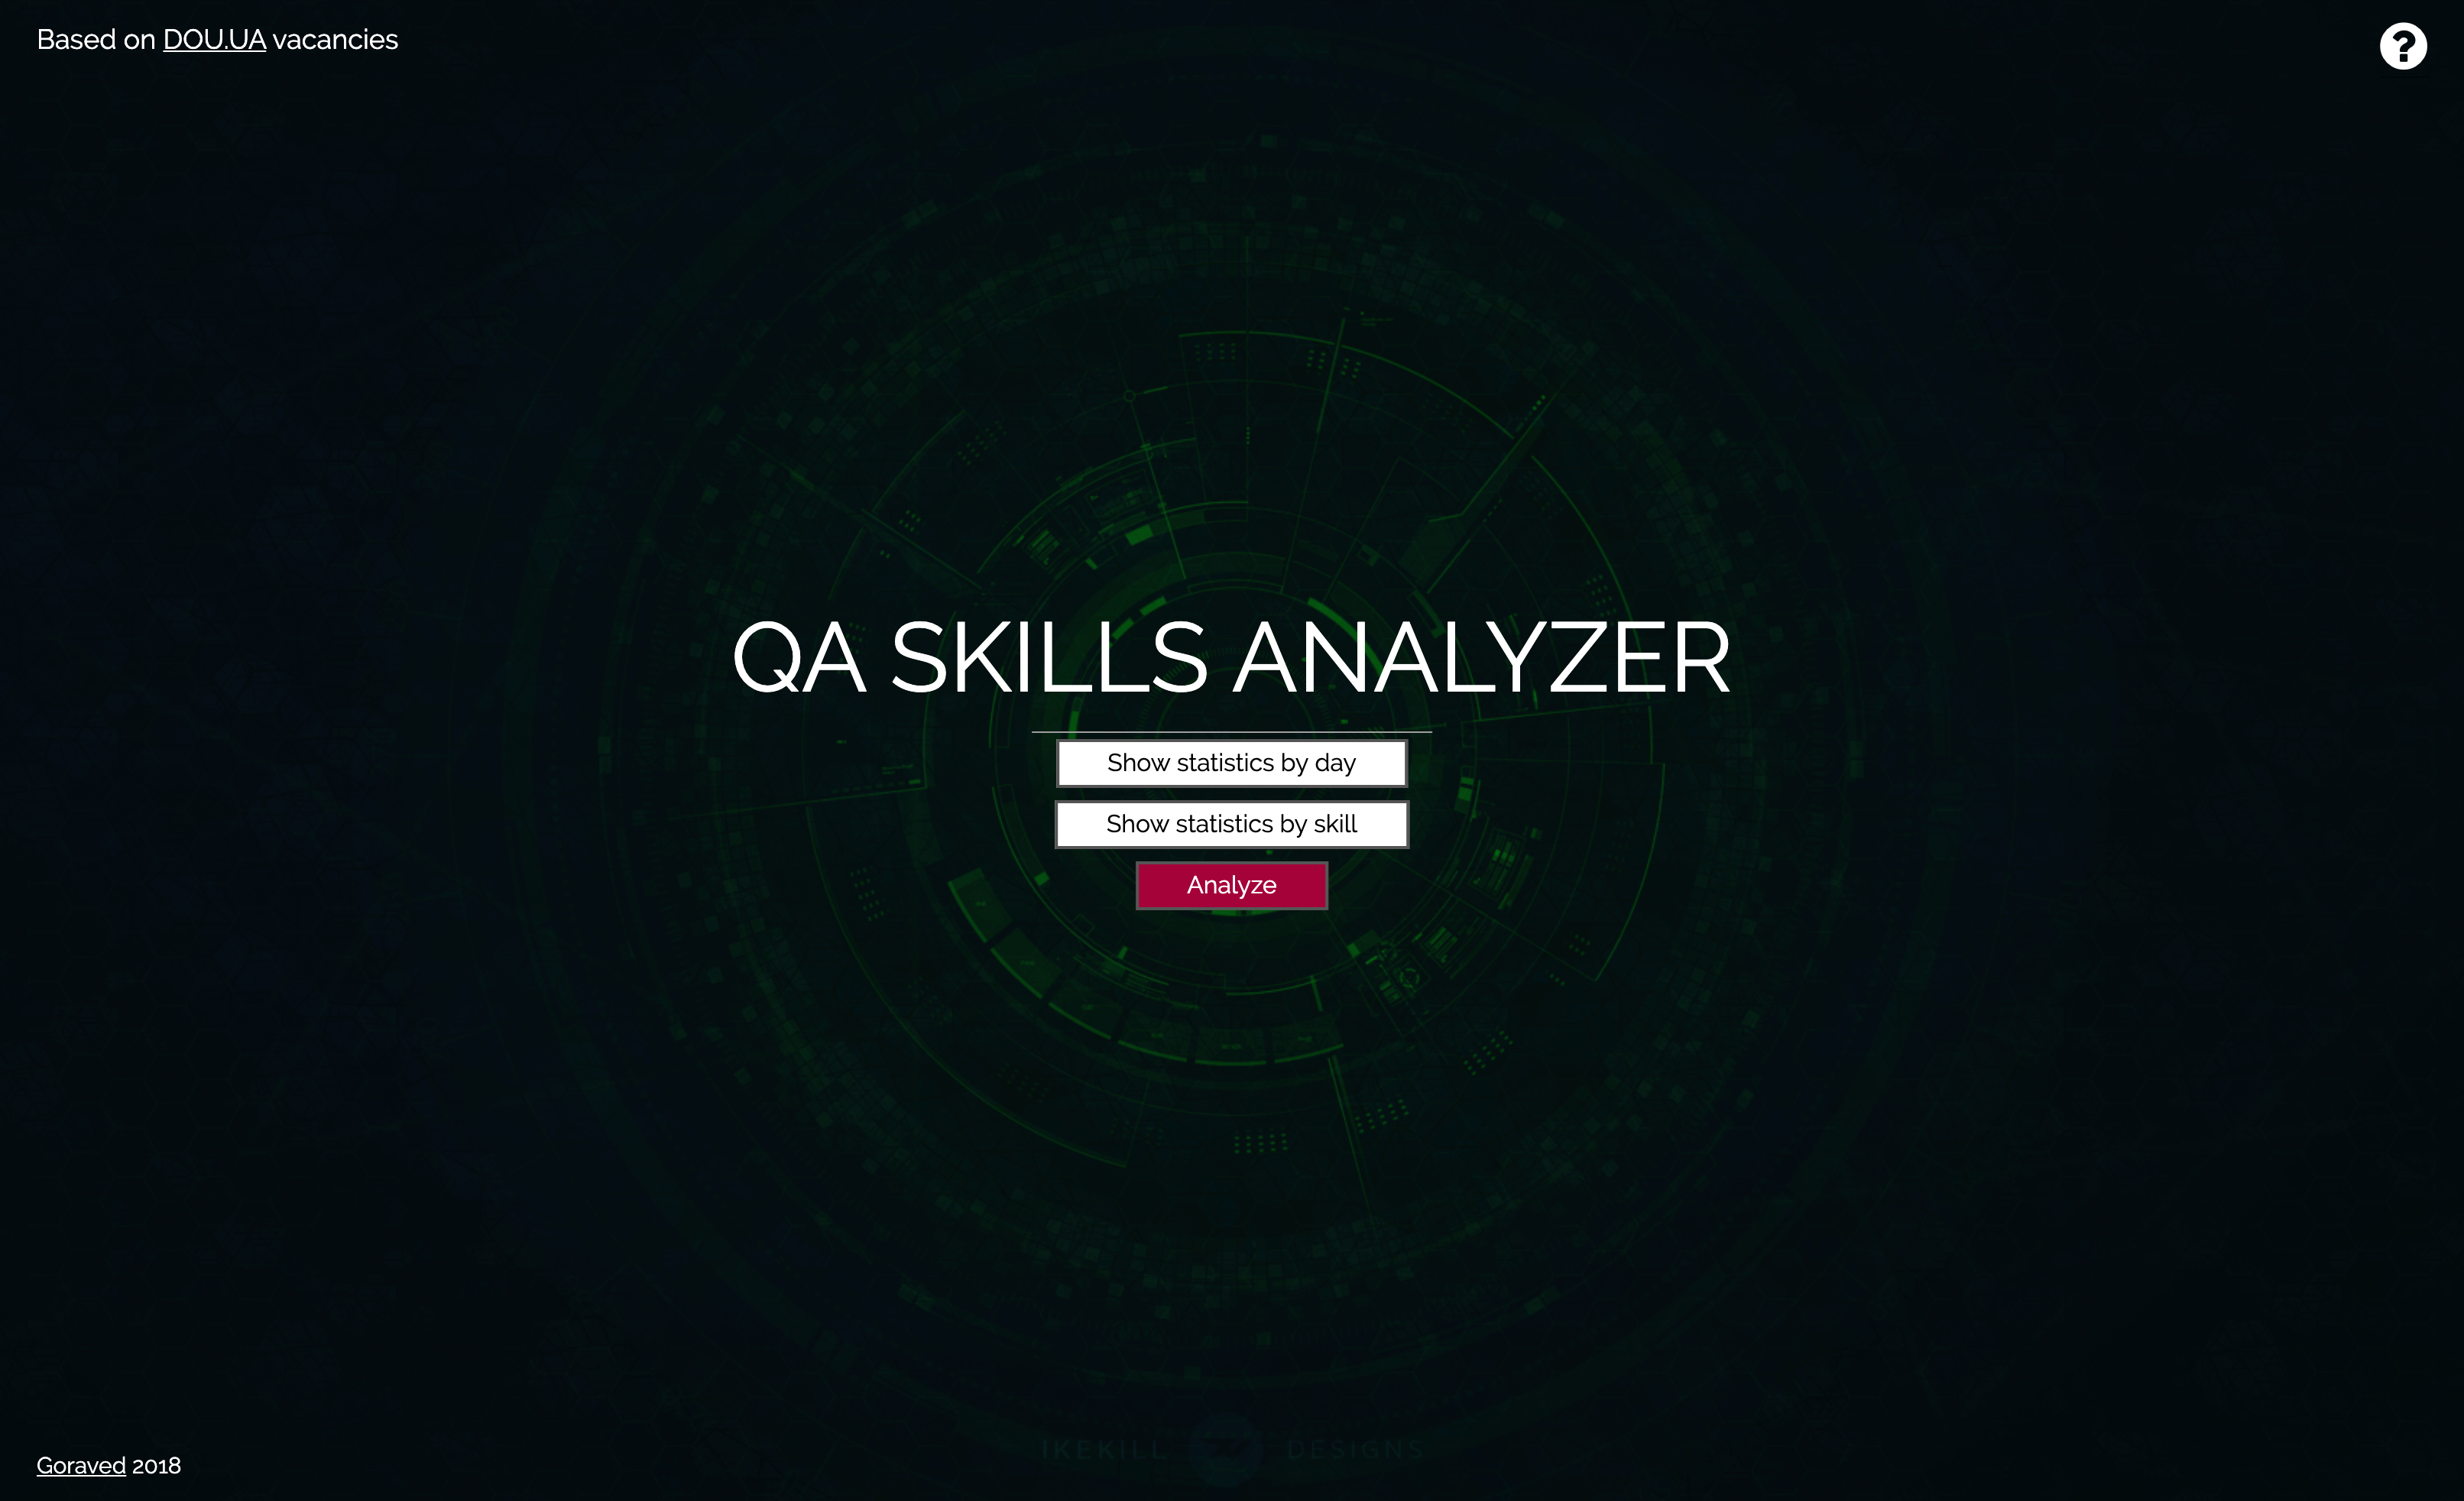 Based on DOU.UA vacancies
?
QA SKILLS ANALYZER
Show statistics by day
Show statistics by skill
Analyze
IKEKILL DESIGNS
Goraved 2018